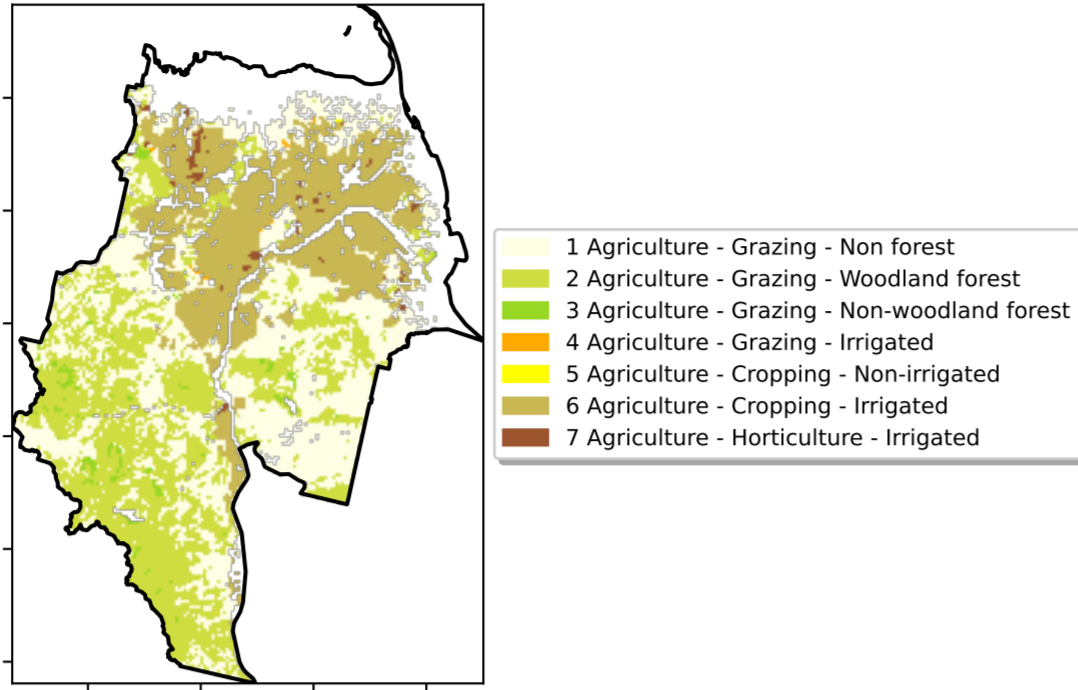 1 Agriculture - Grazing - Non forest
2 Agriculture - Grazing - Woodland forest
3 Agriculture - Grazing - Non-woodland forest
4 Agriculture - Grazing - Irrigated
5 Agriculture - Cropping - Non-irrigated
6 Agriculture - Cropping - Irrigated
7 Agriculture - Horticulture - Irrigated